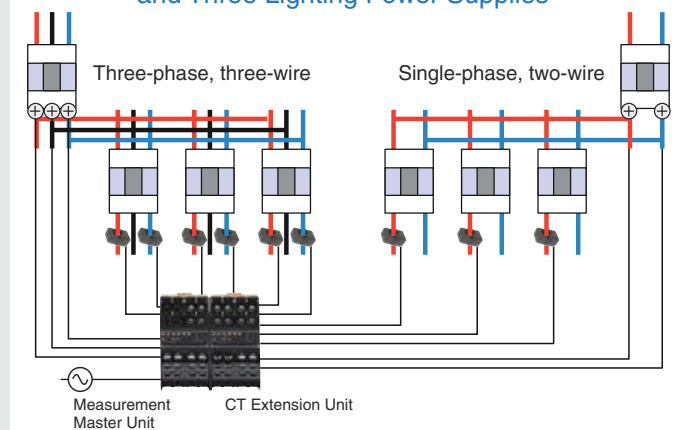 and Three Lighting Power Supplies
Three-phase, three-wire
Single-phase, two-wire
Measurement
Master Unit
CT Extension Unit